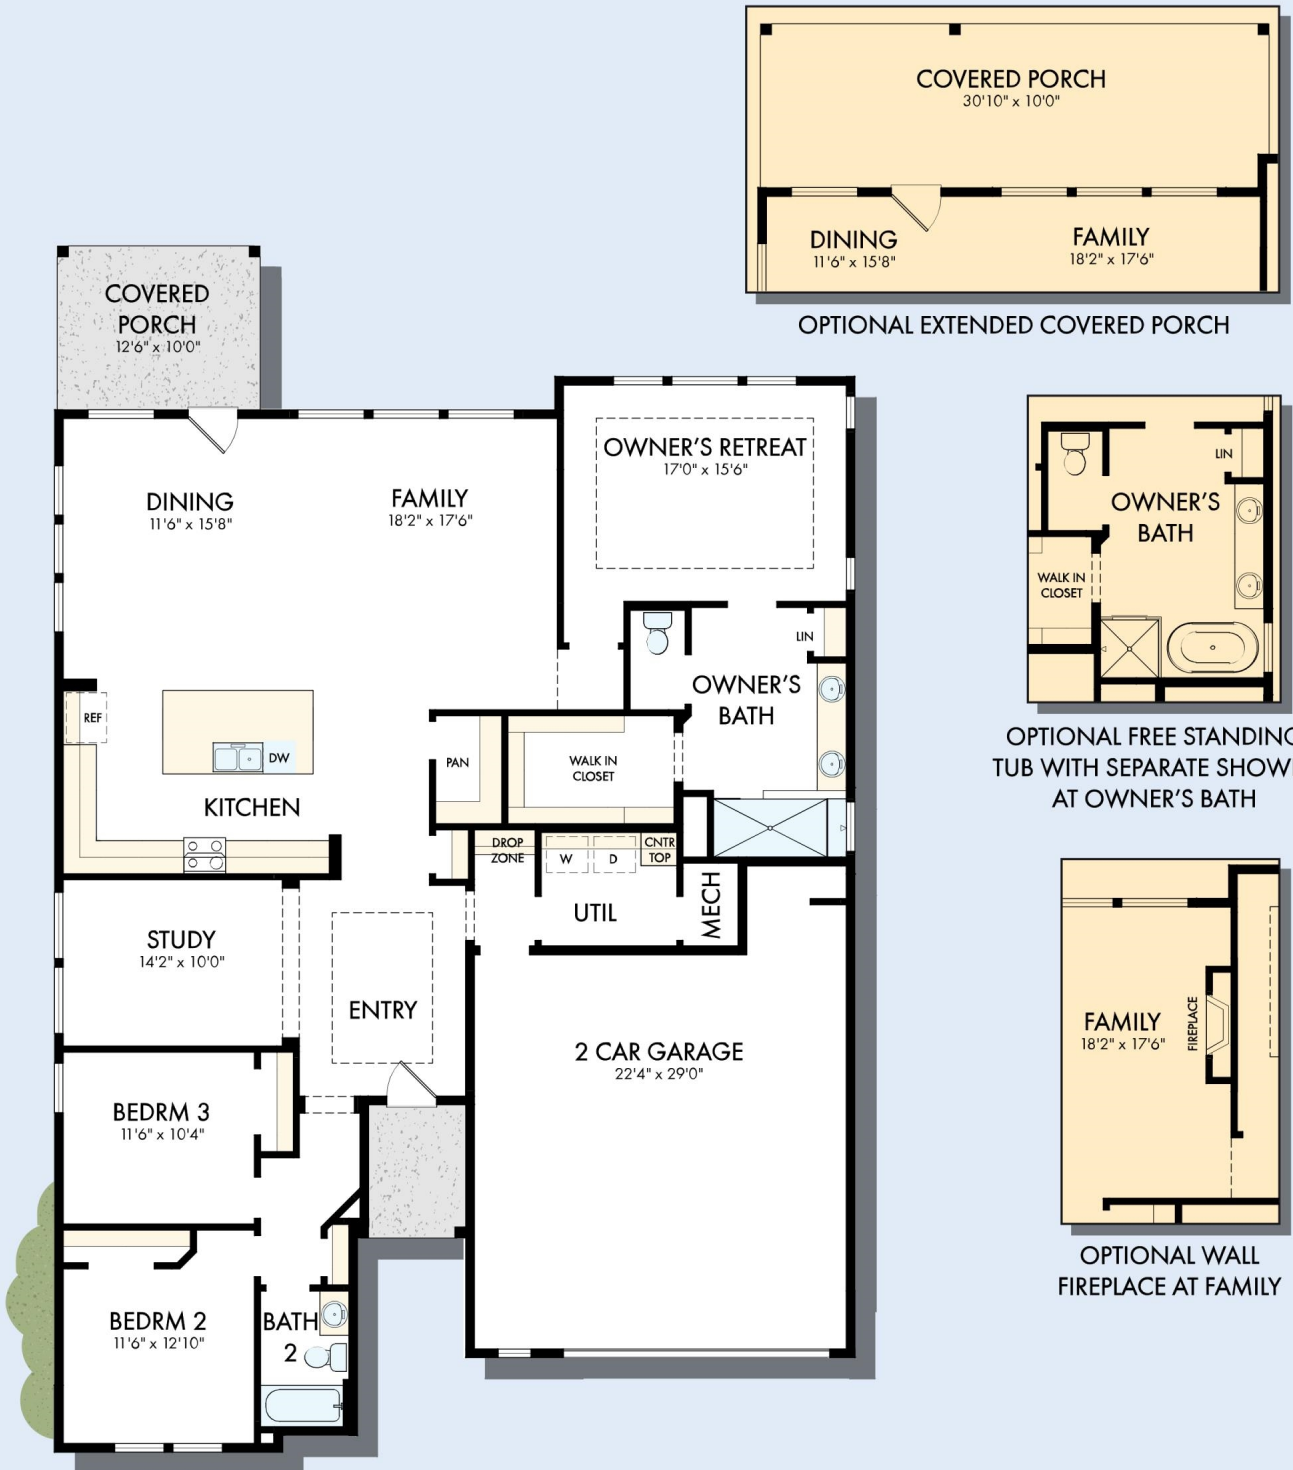 COVERED PORCH
30'10" x 10'0"
DINING
11'6" x 15'8"
FAMILY
18'2" x 17'6"
OPTIONAL EXTENDED COVERED PORCH
COVERED
PORCH
12'6" x 10'0"
DINING
11'6" x 15'8"
FAMILY
18'2" x 17'6"
OWNER'S RETREAT
17'0" x 15'6"
LIN
OWNER'S
BATH
REF
DW
KITCHEN
PAN
WALK IN
CLOSET
DROP
ZONE
W
D
CNTR
TOP
UTIL
MECH
STUDY
14'2" x 10'0"
ENTRY
2 CAR GARAGE
22'4" x 29'0"
BEDRM 3
11'6" x 10'4"
BEDRM 2
11'6" x 12'10"
BATH
2
LIN
OWNER'S
BATH
WALK IN
CLOSET
OPTIONAL FREE STANDING
TUB WITH SEPARATE SHOWE
AT OWNER'S BATH
FAMILY
18'2" x 17'6"
FIREPLACE
OPTIONAL WALL
FIREPLACE AT FAMILY